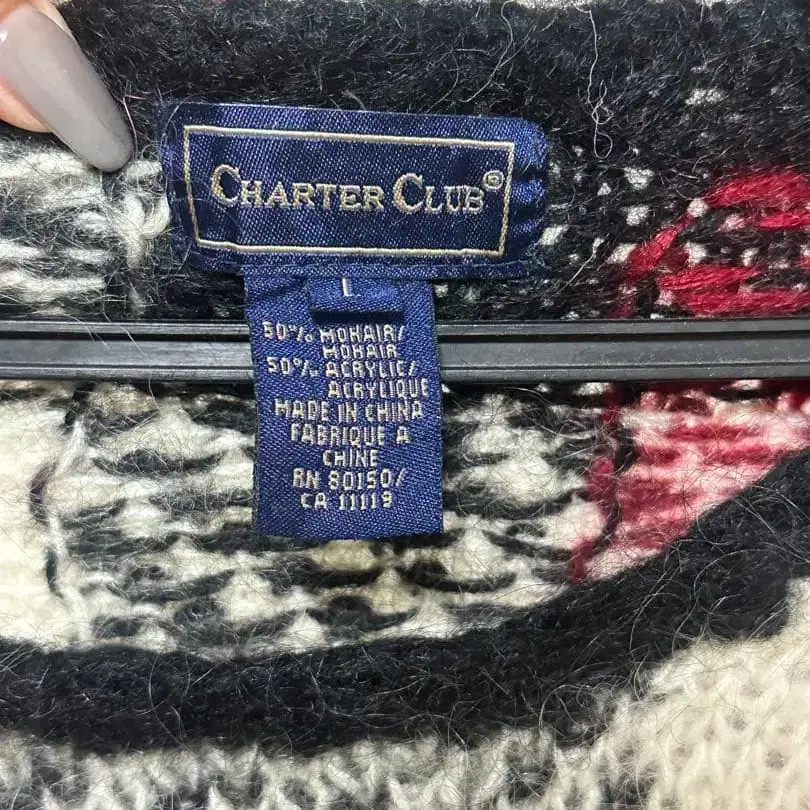 CHARTER CLUB®
L
50% MOHAIR/
MOHAIR
50% ACRYLIC/
ACRYLIQUE
MADE IN CHINA
FABRIQUE A
CHINE
RN 80150/
CA 11119